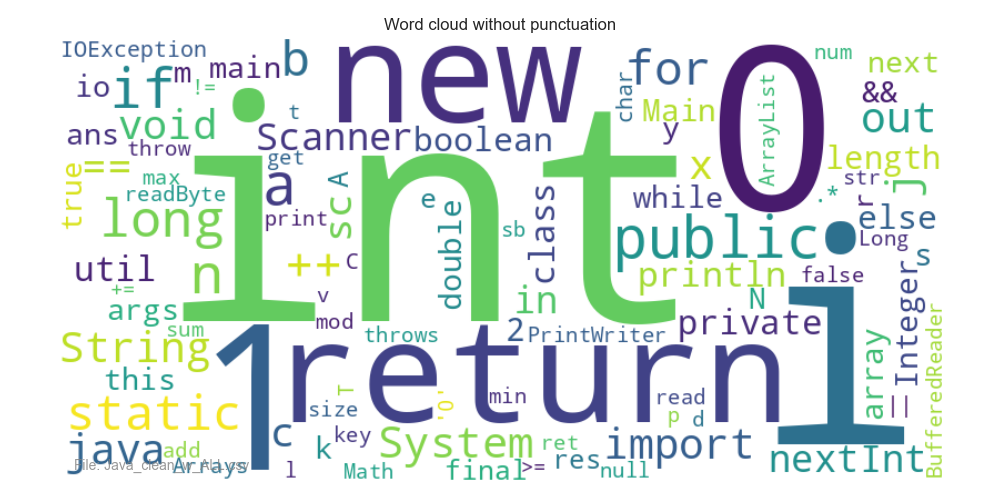 Word cloud without punctuation
IOException
io
if
m
main
b
!=
new
for
char
num
next
0
ArrayList
Main
y
&&
out
void
ans
throw
t
Scanner
boolean
true
==
max
readByte
get
a
A
sc
int
x
length
.*
str
r
j
while
long
print
e
double
sb
class
public
.
else
Long
s
util
n
++
C
+=
v
args
sum
mod
in
println
false
N
Integer
||
String
throws
2
PrintWriter
private
l
this
1
return
array
BufferedReader
static
size
T
'0'
min
read
p
d
java
add
Arrays
c
key
k
System
ret
import
nextInt
l
Math
final
>=
res
null
File: Java_clean_w_ALL.csv